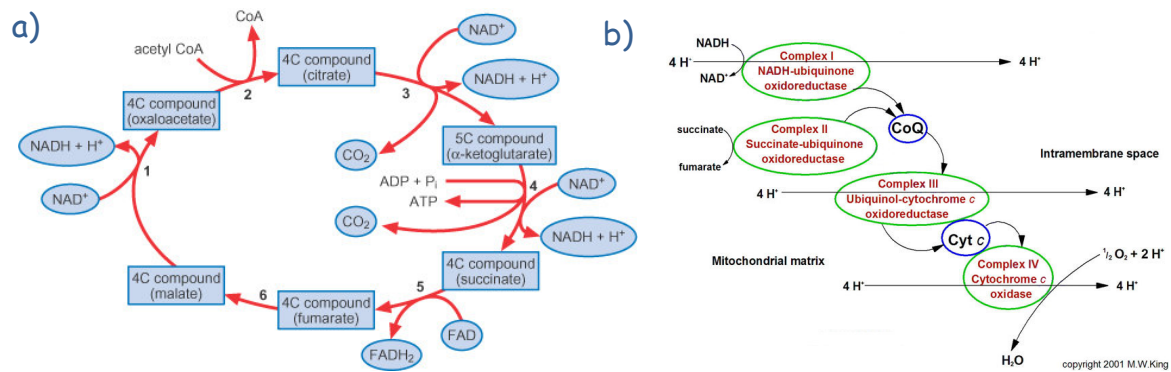 a)
CoA
acetyl CoA
4C compound
(citrate)
NAD⁺
NADH + H⁺
2
3
4C compound
(oxaloacetate)
NADH + H⁺
1
NAD⁺
CO₂
5C compound
(α-ketoglutarate)
ADP + Pᵢ
ATP
4
NAD⁺
CO₂
NADH + H⁺
4C compound
(succinate)
4C compound
(malate)
6
4C compound
(fumarate)
5
FADH₂
FAD
b)
NADH
NAD⁺
4 H⁺
Complex I
NADH-ubiquinone
oxidoreductase
4 H⁺
succinate
fumarate
Complex II
Succinate-ubiquinone
oxidoreductase
CoQ
Intramembrane space
4 H⁺
Complex III
Ubiquinol-cytochrome c
oxidoreductase
4 H⁺
Cyt c
Mitochondrial matrix
Complex IV
Cytochrome c
oxidase
½ O₂ + 2 H⁺
4 H⁺
4 H⁺
H₂O
copyright 2001 M.W.King